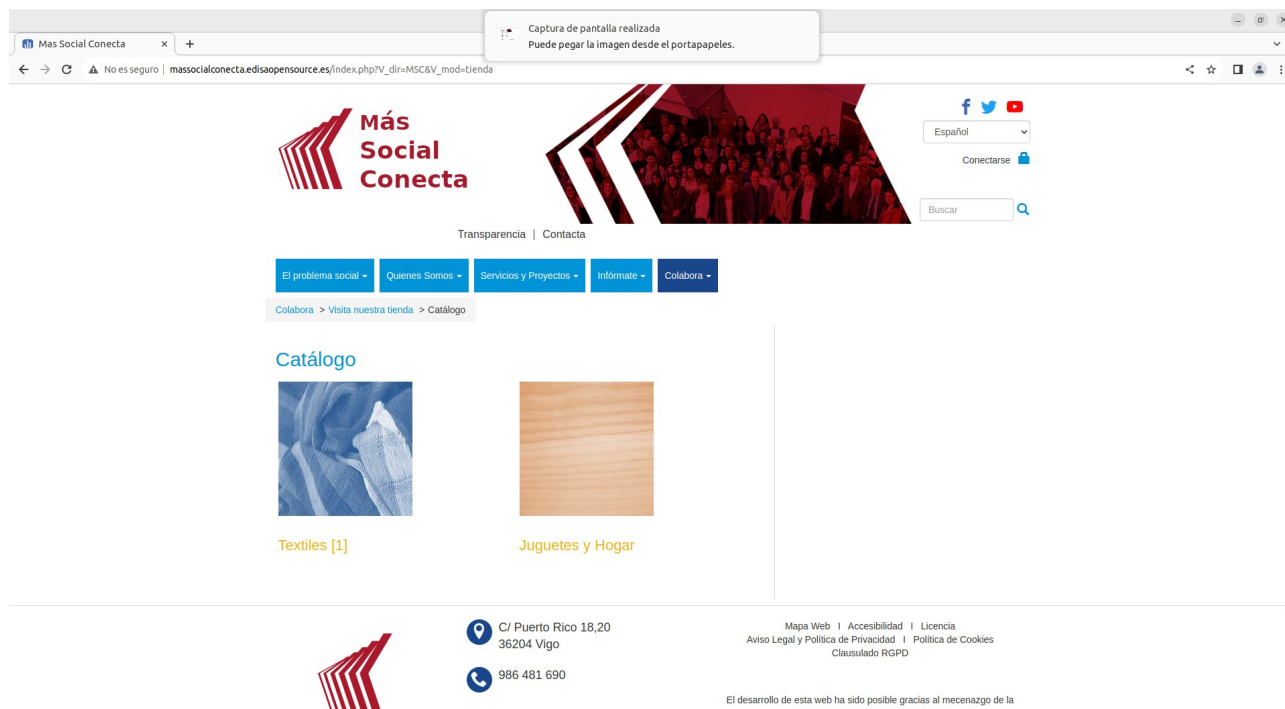 Captura de pantalla realizada
Puede pegar la imagen desde el portapapeles.
Mas Social Conecta
No es seguro | massocialconecta.edisaopensource.es/index.php?V_dir=MSC&V_mod=tienda
Más
Social
Conecta
Español
Conectarse
Buscar
Transparencia | Contacta
El problema social
Quienes Somos
Servicios y Proyectos
Infórmate
Colabora
Colabora > Visita nuestra tienda > Catálogo
Catálogo
Textiles [1]
Juguetes y Hogar
C/ Puerto Rico 18,20
36204 Vigo
986 481 690
Mapa Web I Accesibilidad I Licencia
Aviso Legal y Política de Privacidad I Política de Cookies
Clausulado RGPD
El desarrollo de esta web ha sido posible gracias al mecenazgo de la